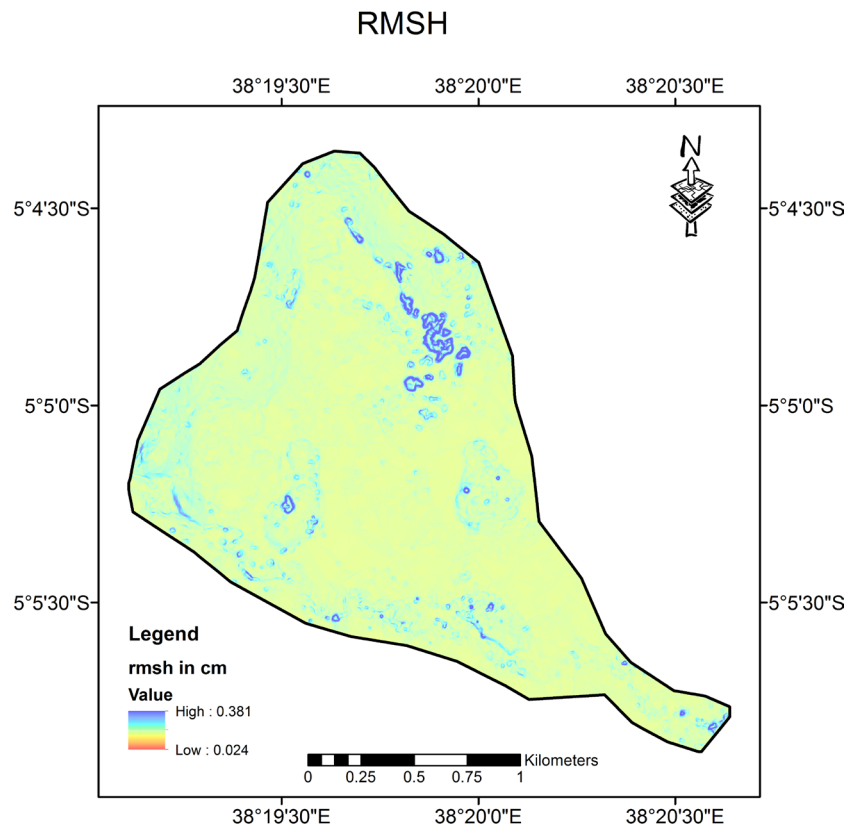 RMSH
38°19'30"E 38°20'0"E 38°20'30"E
N
5°4'30"S 5°4'30"S
5°5'0"S 5°5'0"S
5°5'30"S 5°5'30"S
Legend
rmsh in cm
Value
High : 0.381
Low : 0.024
Kilometers
0 0.25 0.5 0.75 1
38°19'30"E 38°20'0"E 38°20'30"E